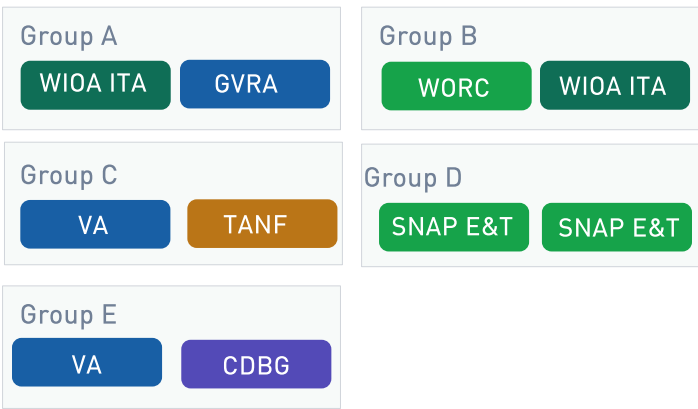 Group A
WIOA ITA
GVRA
Group B
WORC
WIOA ITA
Group C
VA
TANF
Group D
SNAP E&T
SNAP E&T
Group E
VA
CDBG